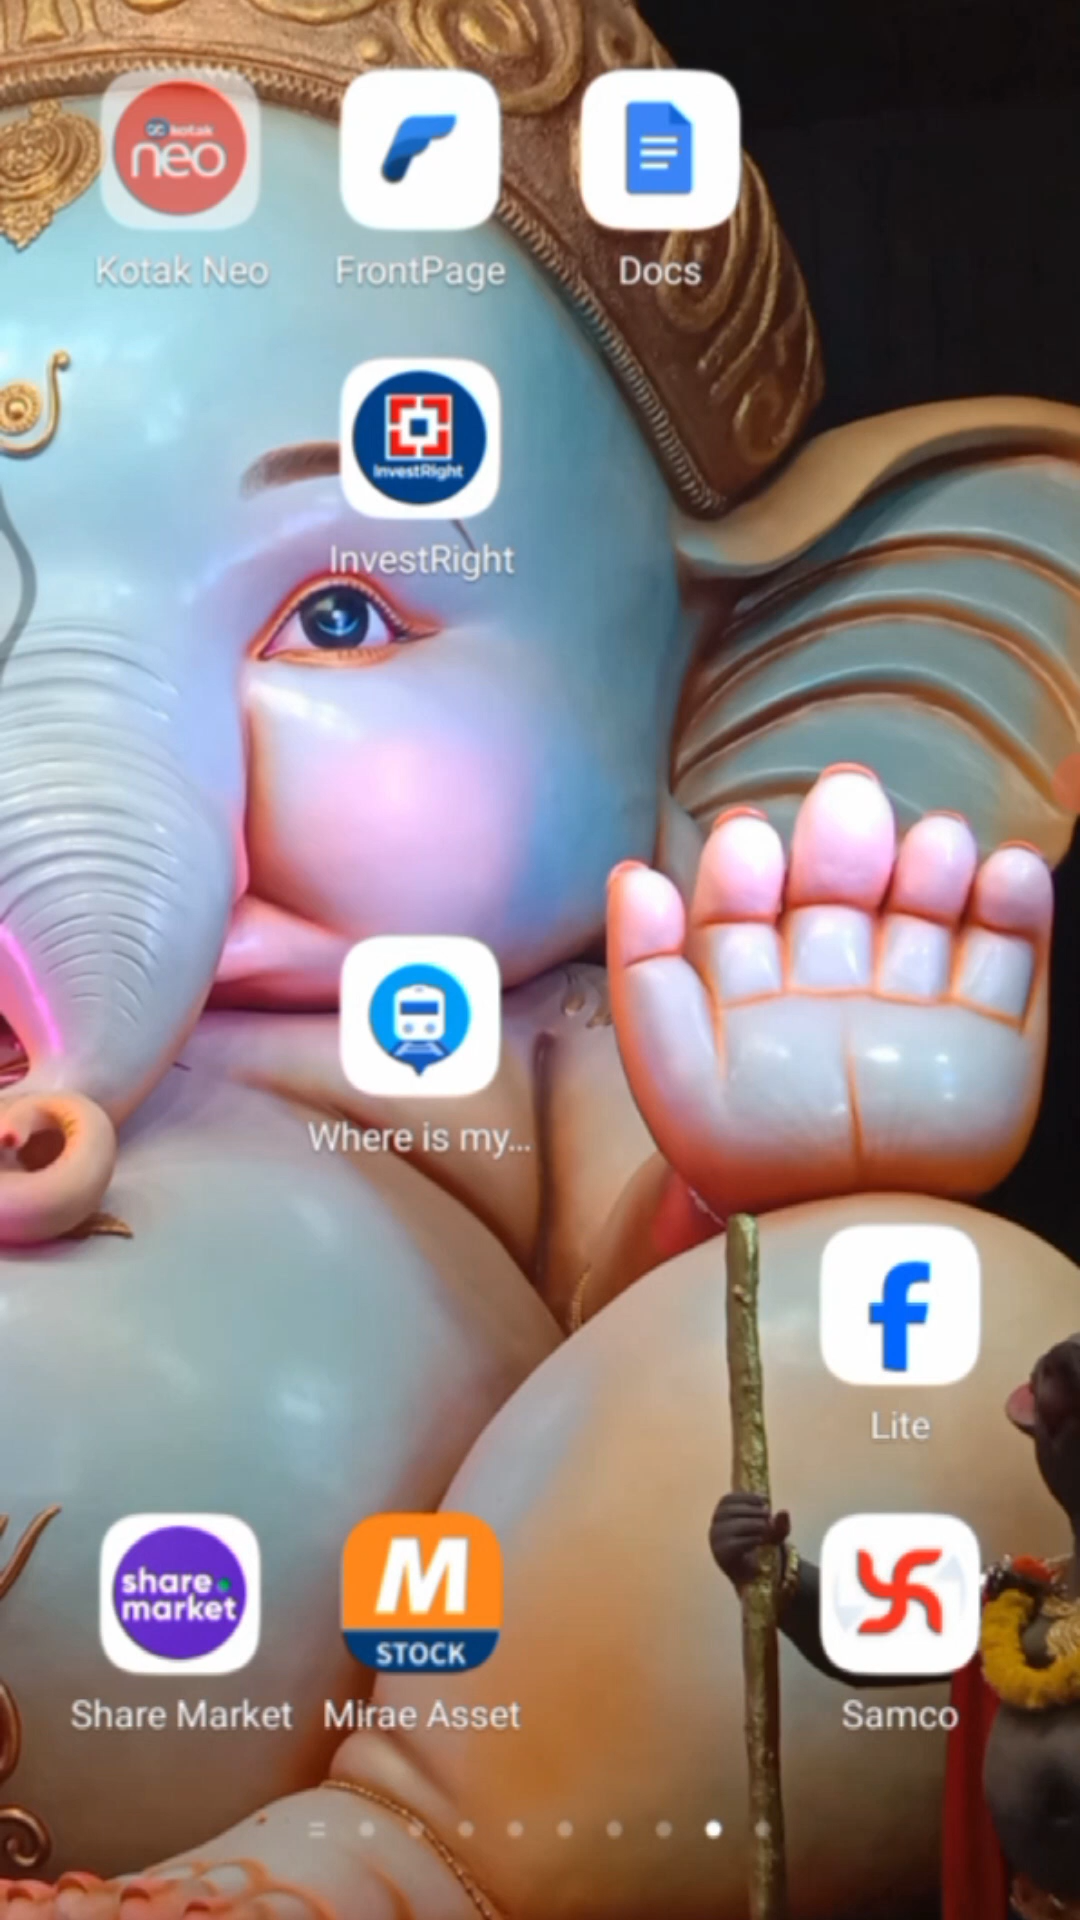 kotak
neo
Kotak Neo
FrontPage
Docs
InvestRight
InvestRight
Where is my...
Lite
share.
market
Share Market
M
STOCK
Mirae Asset
Samco